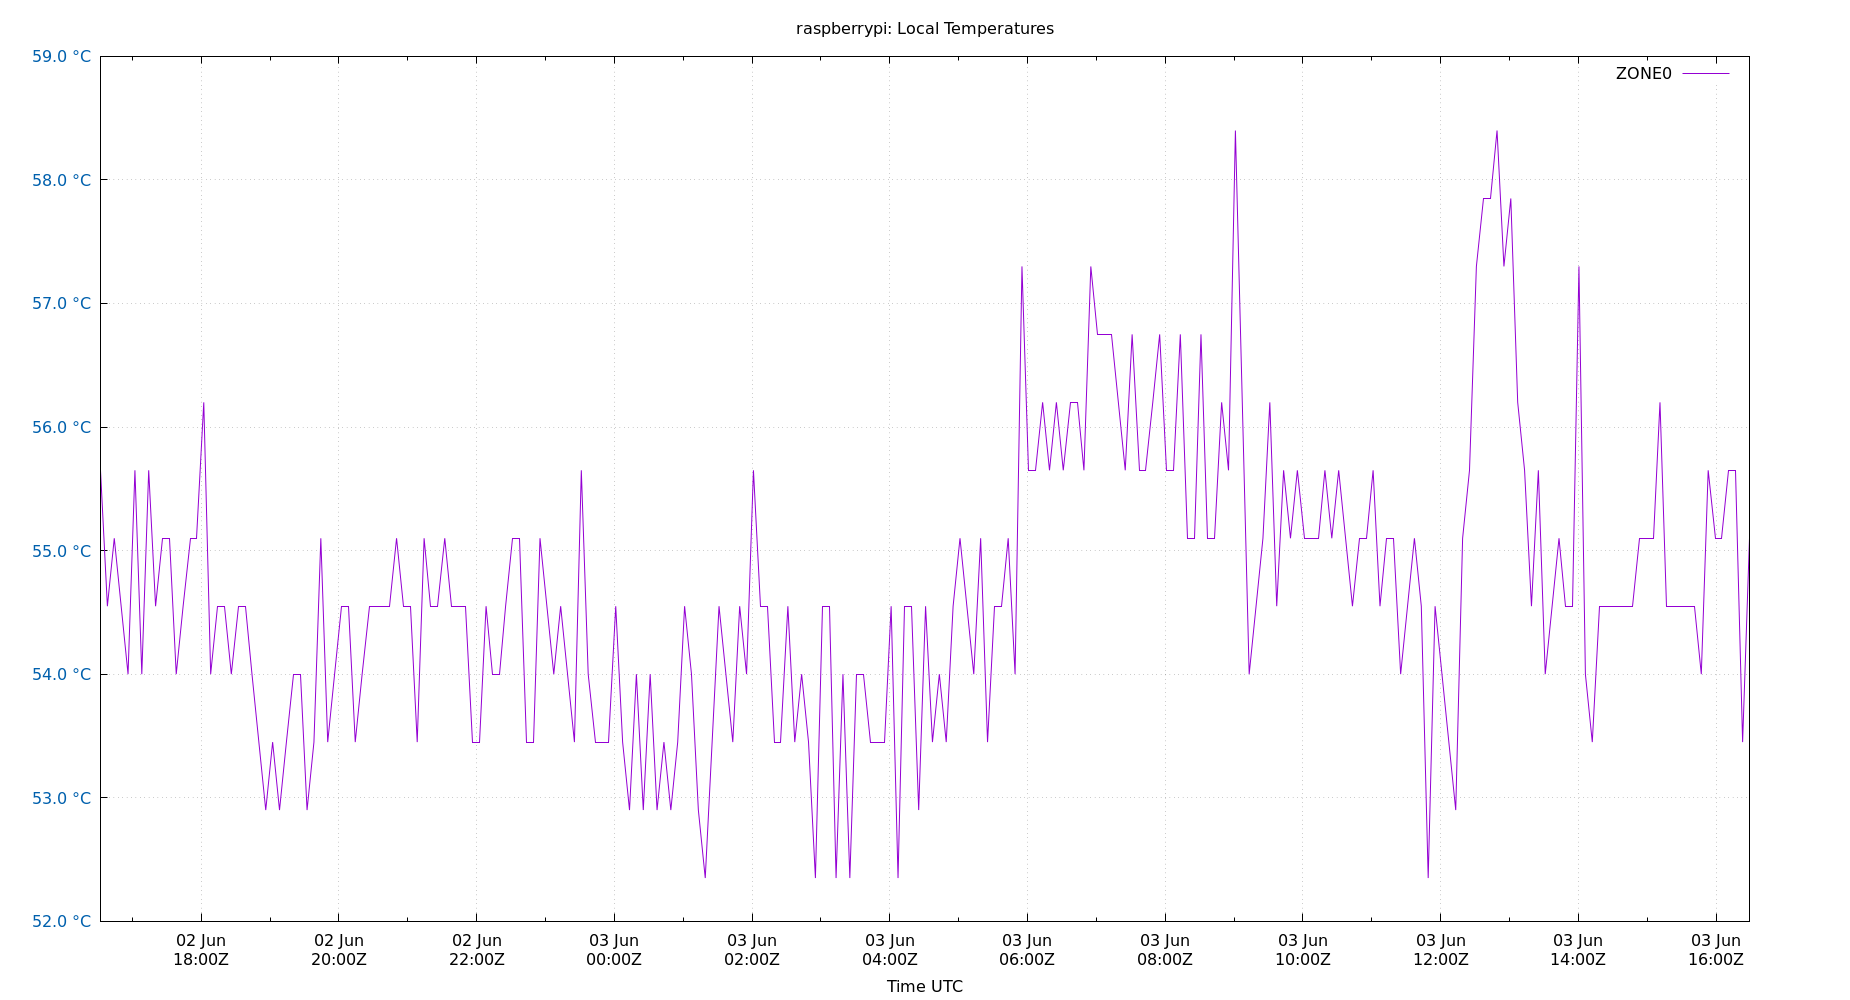 raspberrypi: Local Temperatures
59.0 °C
ZONE0
58.0 °C
57.0 °C
56.0 °C
55.0 °C
54.0 °C
53.0 °C
52.0 °C
02 Jun 02 Jun 02 Jun 03 Jun 03 Jun 03 Jun 03 Jun 03 Jun 03 Jun 03 Jun 03 Jun 03 Jun
18:00Z 20:00Z 22:00Z 00:00Z 02:00Z 04:00Z 06:00Z 08:00Z 10:00Z 12:00Z 14:00Z 16:00Z
Time UTC